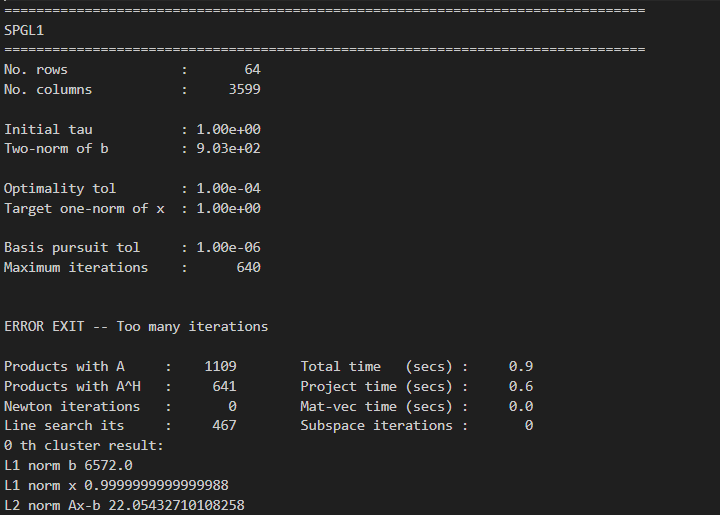 ================================================================================
SPGL1
================================================================================
No. rows              :       64
No. columns           :     3599

Initial tau           : 1.00e+00
Two-norm of b         : 9.03e+02

Optimality tol        : 1.00e-04
Target one-norm of x  : 1.00e+00

Basis pursuit tol     : 1.00e-06
Maximum iterations    :      640

ERROR EXIT -- Too many iterations

Products with A     :    1109        Total time   (secs) :     0.9
Products with A^H   :     641        Project time (secs) :     0.6
Newton iterations   :       0        Mat-vec time (secs) :     0.0
Line search its     :     467        Subspace iterations :       0
0 th cluster result:
L1 norm b 6572.0
L1 norm x 0.9999999999999988
L2 norm Ax-b 22.05432710108258